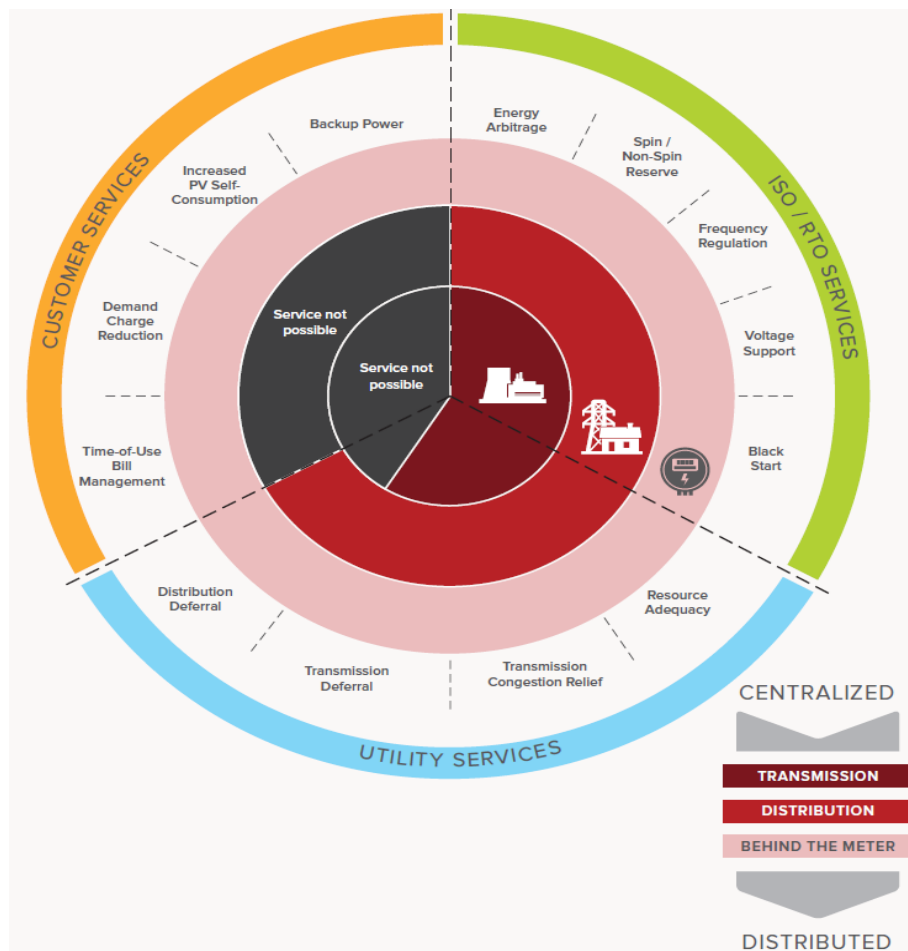 CUSTOMER SERVICES
ISO / RTO SERVICES
UTILITY SERVICES
Backup Power
Energy
Arbitrage
Spin /
Non-Spin
Reserve
Increased
PV Self-
Consumption
Frequency
Regulation
Demand
Charge
Reduction
Voltage
Support
Service not
possible
Service not
possible
Time-of-Use
Bill
Management
Black
Start
Distribution
Deferral
Resource
Adequacy
Transmission
Deferral
Transmission
Congestion Relief
CENTRALIZED
TRANSMISSION
DISTRIBUTION
BEHIND THE METER
DISTRIBUTED